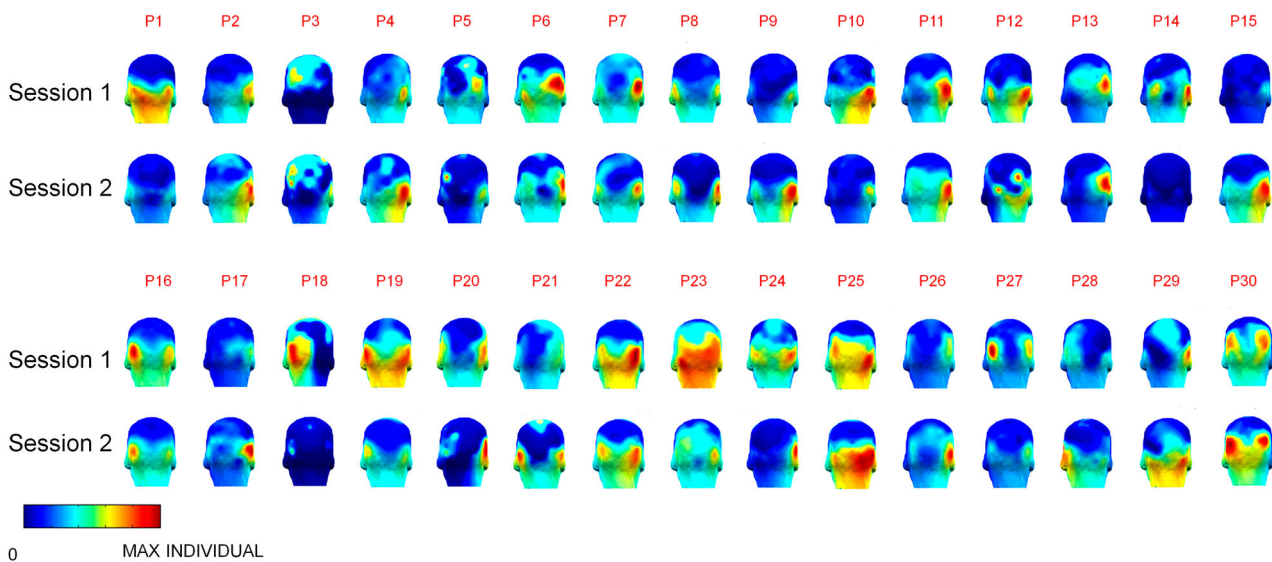 P1 P2 P3 P4 P5 P6 P7 P8 P9 P10 P11 P12 P13 P14 P15
Session 1
Session 2
P16 P17 P18 P19 P20 P21 P22 P23 P24 P25 P26 P27 P28 P29 P30
Session 1
Session 2
0 MAX INDIVIDUAL